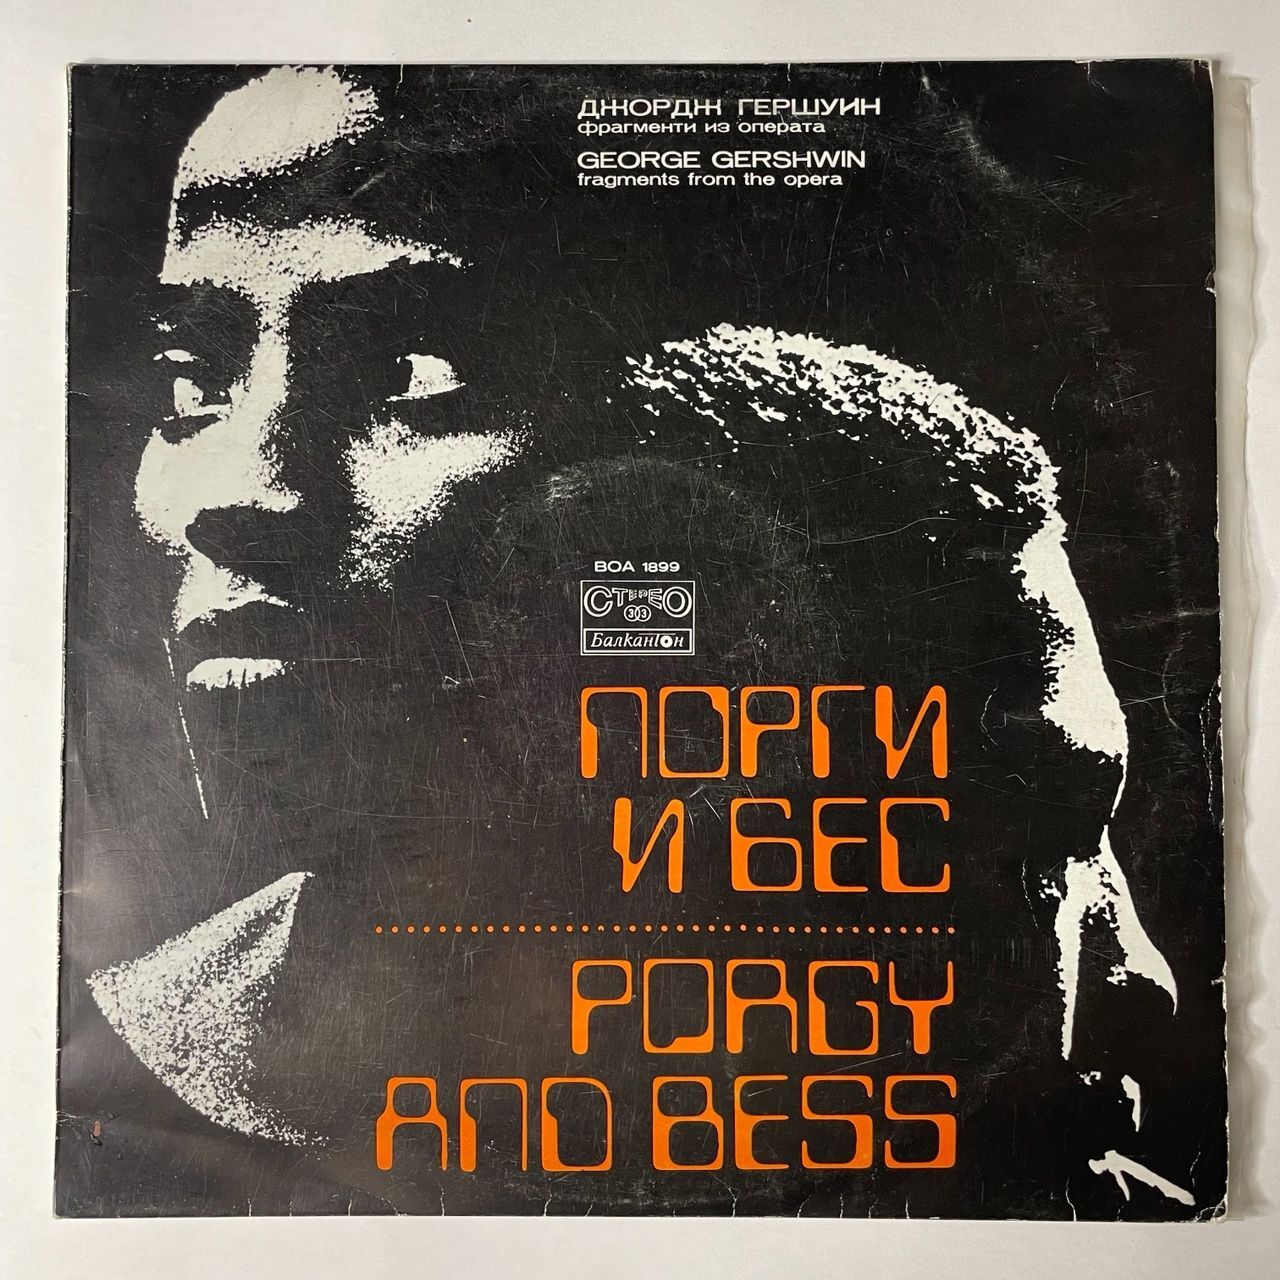 ДЖОРДЖ ГЕРШУИН
фрагменти из операта
GEORGE GERSHWIN
fragments from the opera
ВОА 1899
СТЕРЕО
33
Балкантон
ПОРГИ
И БЕС
PORGY
AND BESS